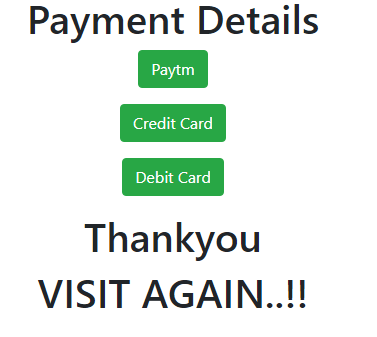 Payment Details
Paytm
Credit Card
Debit Card
Thankyou
VISIT AGAIN..!!